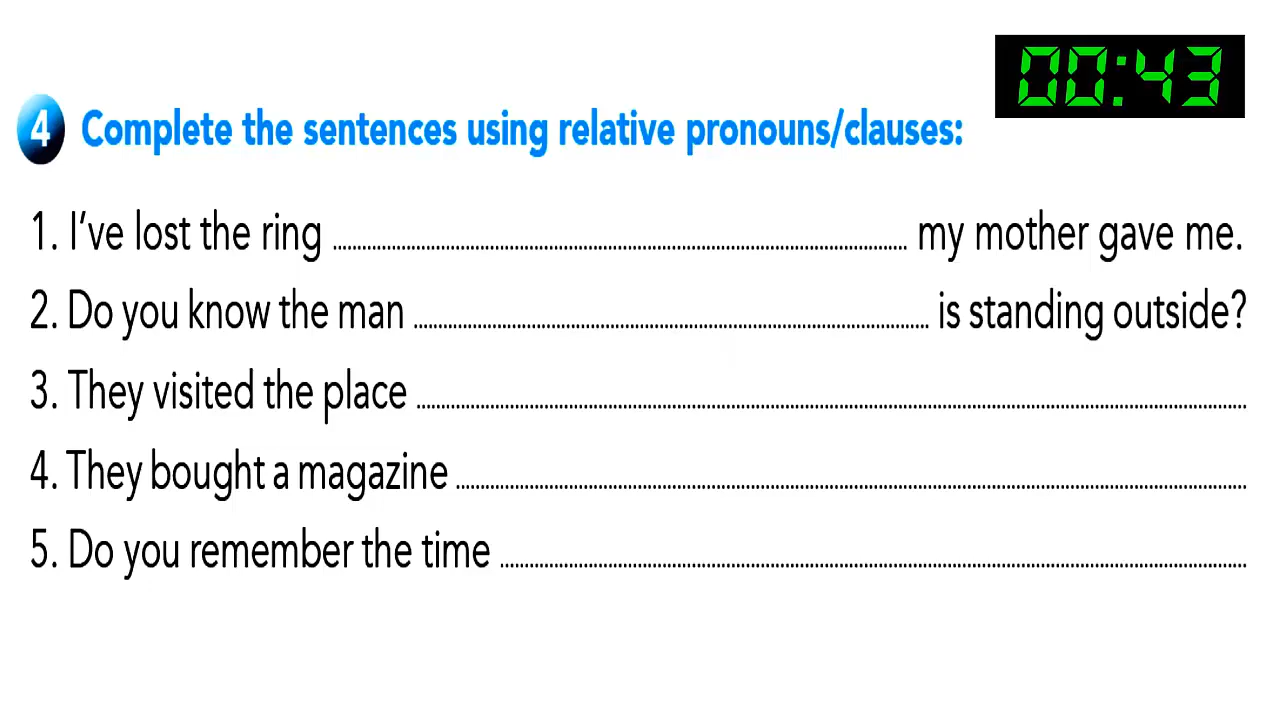 00:43
4 Complete the sentences using relative pronouns/clauses:
1. I've lost the ring ........................ my mother gave me.
2. Do you know the man ........................ is standing outside?
3. They visited the place ........................
4. They bought a magazine ........................
5. Do you remember the time ........................